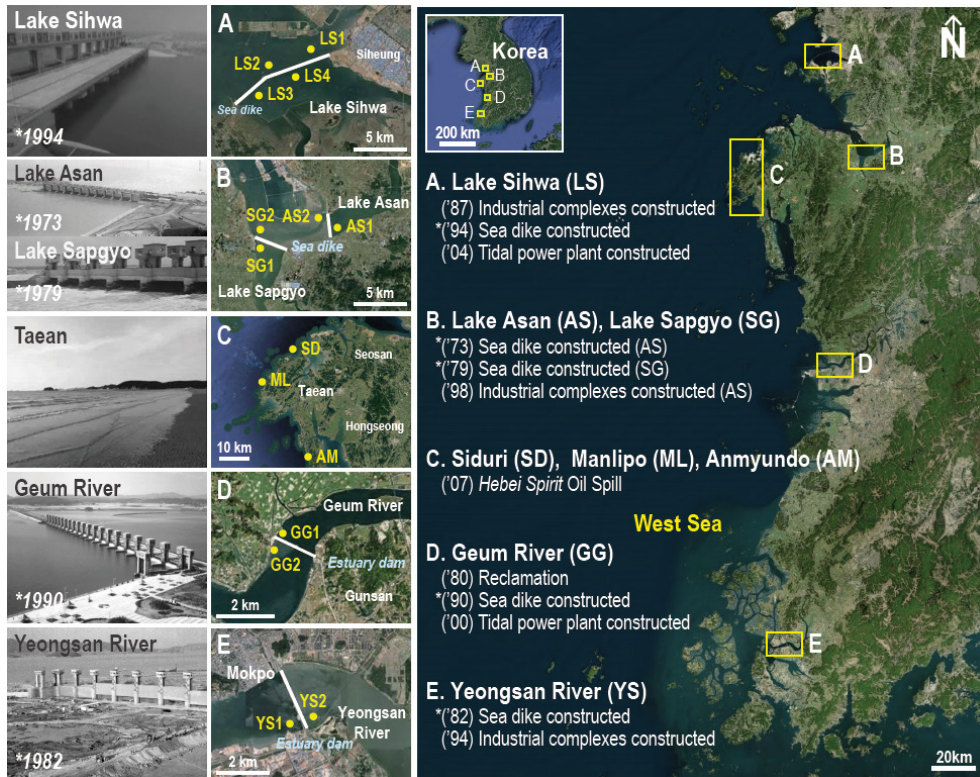 Lake Sihwa
*1994
A
LS1
LS2
LS4
LS3
Siheung
Sea dike
Lake Sihwa
5 km
Lake Asan
*1973
Lake Sapgyo
*1979
B
SG2
AS2
Lake Asan
AS1
SG1
Sea dike
Lake Sapgyo
5 km
Taean
C
SD
Seosan
ML
Taean
Hongseong
10 km
AM
Geum River
*1990
D
Geum River
GG1
GG2
Estuary dam
Gunsan
2 km
Yeongsan River
*1982
E
Mokpo
YS2
YS1
Yeongsan
River
Estuary dam
2 km
Korea
A
B
C
D
E
200 km
N
A
B
C
D
E
A. Lake Sihwa (LS)
('87) Industrial complexes constructed
*('94) Sea dike constructed
('04) Tidal power plant constructed
B. Lake Asan (AS), Lake Sapgyo (SG)
*('73) Sea dike constructed (AS)
*('79) Sea dike constructed (SG)
('98) Industrial complexes constructed (AS)
C. Siduri (SD), Manlipo (ML), Anmyundo (AM)
('07) Hebei Spirit Oil Spill
West Sea
D. Geum River (GG)
('80) Reclamation
*('90) Sea dike constructed
('00) Tidal power plant constructed
E. Yeongsan River (YS)
*('82) Sea dike constructed
('94) Industrial complexes constructed
20km